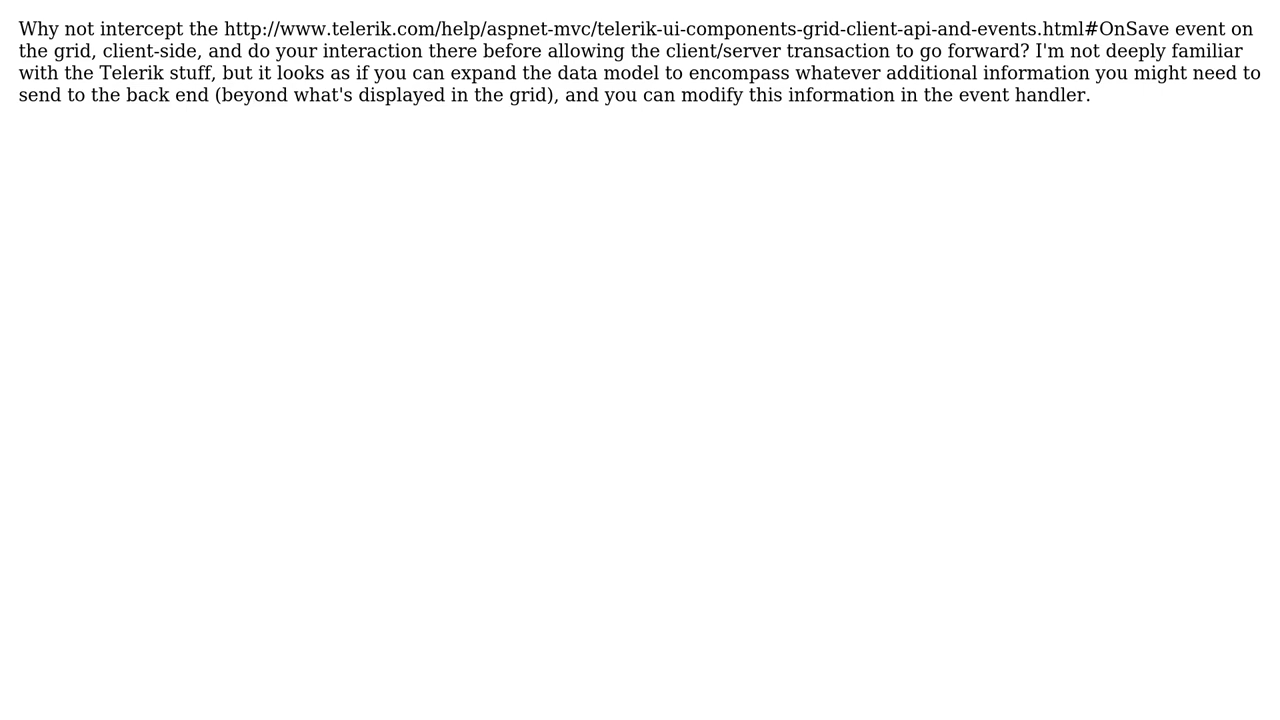 Why not intercept the http://www.telerik.com/help/aspnet-mvc/telerik-ui-components-grid-client-api-and-events.html#OnSave event on
the grid, client-side, and do your interaction there before allowing the client/server transaction to go forward? I'm not deeply familiar
with the Telerik stuff, but it looks as if you can expand the data model to encompass whatever additional information you might need to
send to the back end (beyond what's displayed in the grid), and you can modify this information in the event handler.